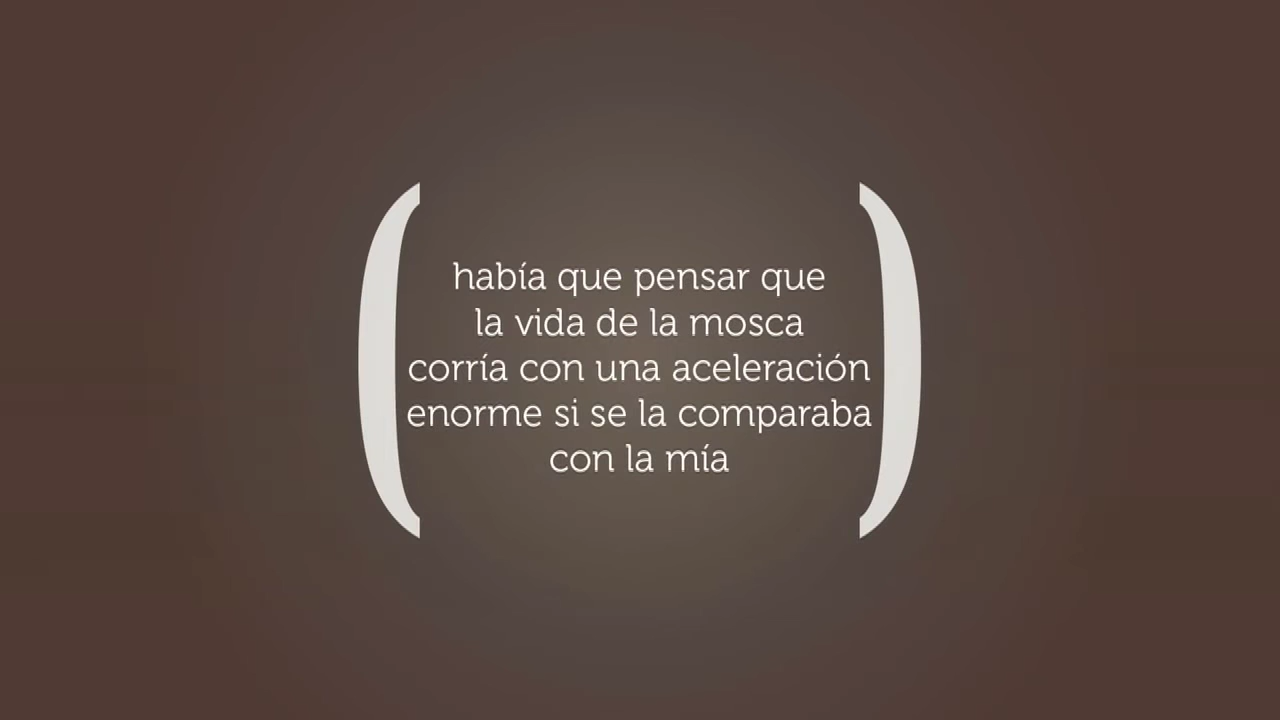 (
había que pensar que
la vida de la mosca
corría con una aceleración
enorme si se la comparaba
con la mía
)